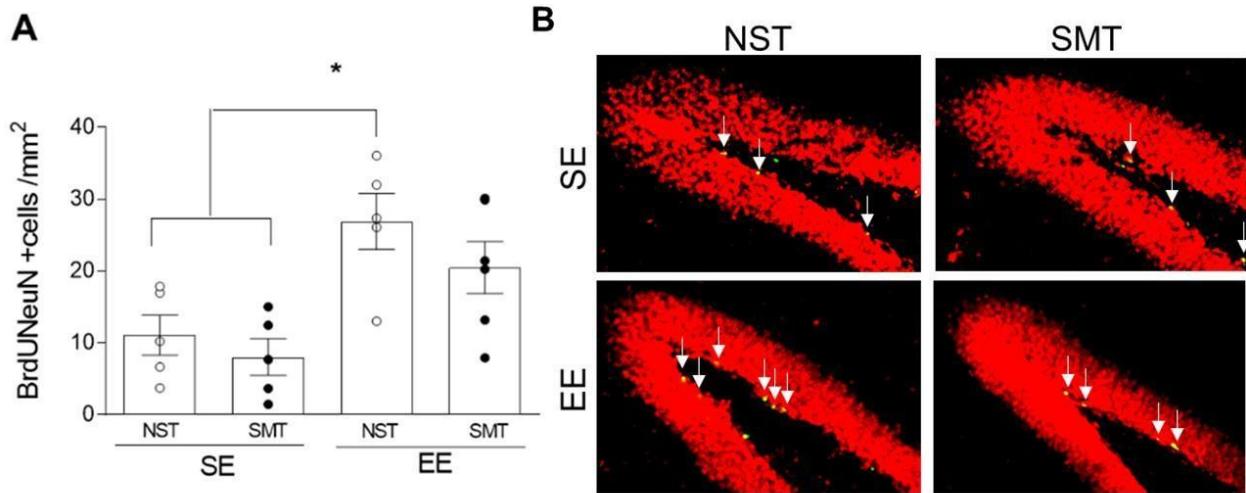 A
*
BrdUNeuN +cells /mm²
40
30
20
10
0
NST SMT NST SMT
SE EE
B
NST SMT
SE
EE